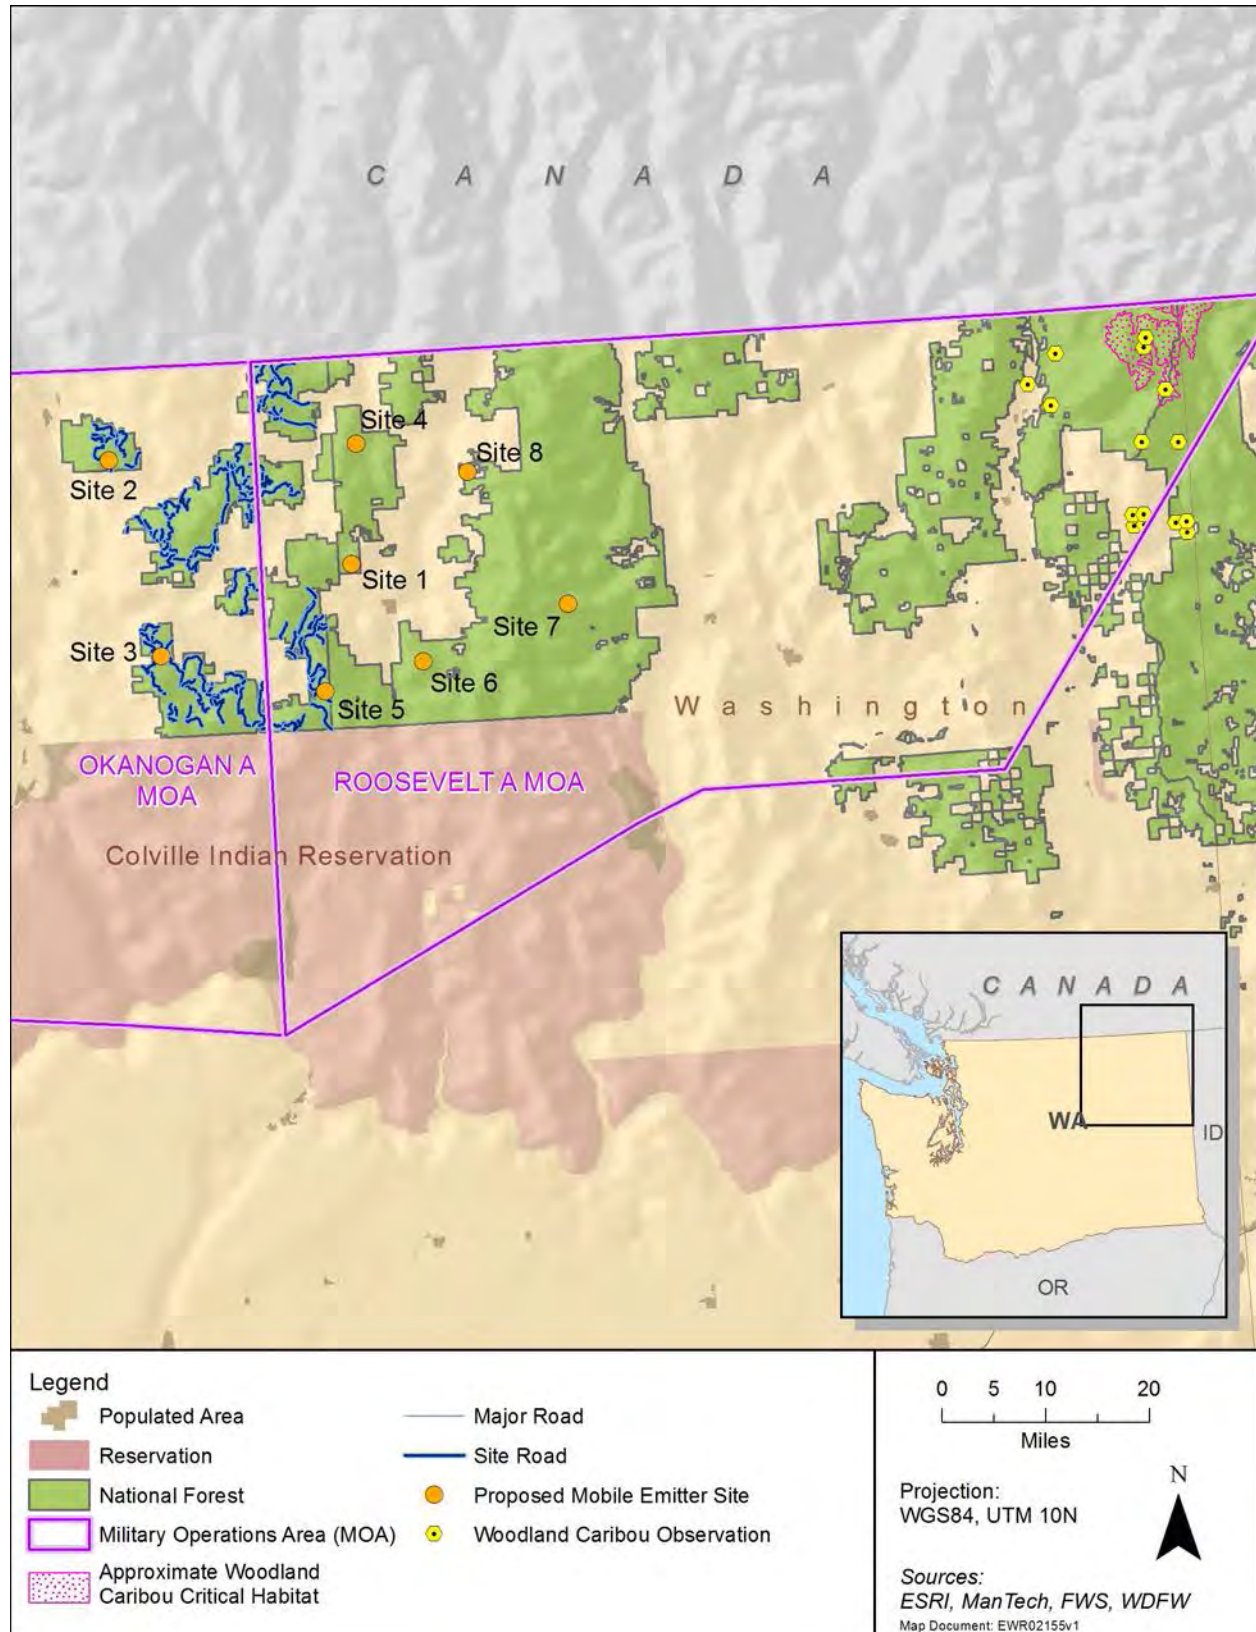 C A N A D A
Site 4
Site 8
Site 2
Site 1
Site 7
Site 3
Site 6
Site 5
Washington
OKANOGAN A
MOA
ROOSEVELT A MOA
Colville Indian Reservation
C A N A D A
WA
ID
OR
Legend
Populated Area
Reservation
National Forest
Military Operations Area (MOA)
Approximate Woodland
Caribou Critical Habitat
Major Road
Site Road
Proposed Mobile Emitter Site
Woodland Caribou Observation
0 5 10 20
Miles
Projection:
WGS84, UTM 10N
N
Sources:
ESRI, ManTech, FWS, WDFW
Map Document: EWR02155v1